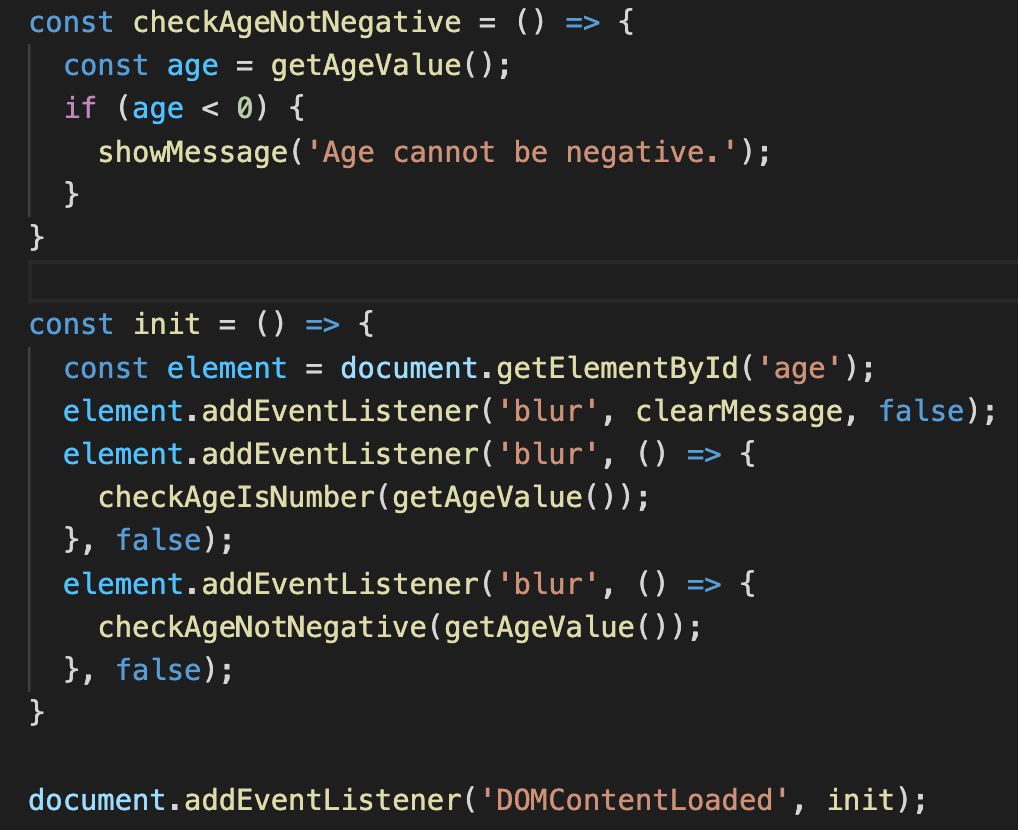 const checkAgeNotNegative = () => {
  const age = getAgeValue();
  if (age < 0) {
    showMessage('Age cannot be negative.');
  }
}

const init = () => {
  const element = document.getElementById('age');
  element.addEventListener('blur', clearMessage, false);
  element.addEventListener('blur', () => {
    checkAgeIsNumber(getAgeValue());
  }, false);
  element.addEventListener('blur', () => {
    checkAgeNotNegative(getAgeValue());
  }, false);
}

document.addEventListener('DOMContentLoaded', init);